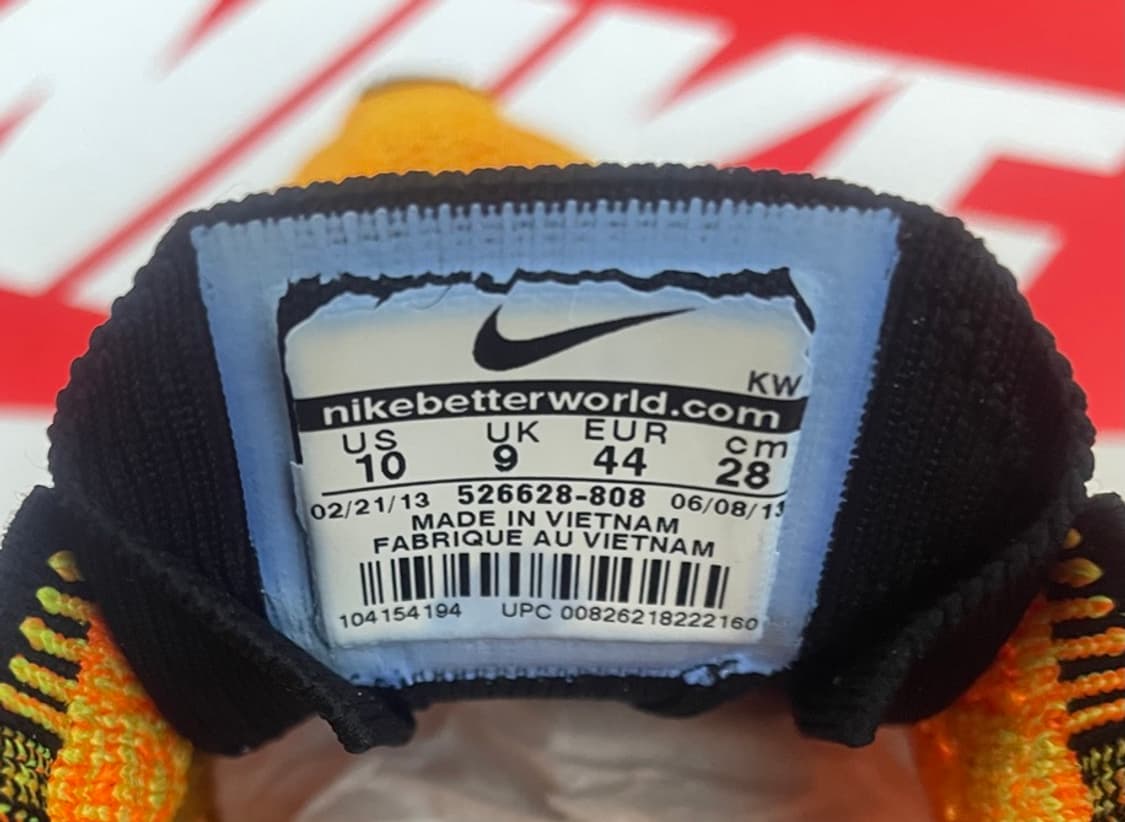 NIKE
KW
nikebetterworld.com
US UK EUR cm
10 9 44 28
02/21/13 526628-808 06/08/13
MADE IN VIETNAM
FABRIQUE AU VIETNAM
104154194 UPC 00826218222160